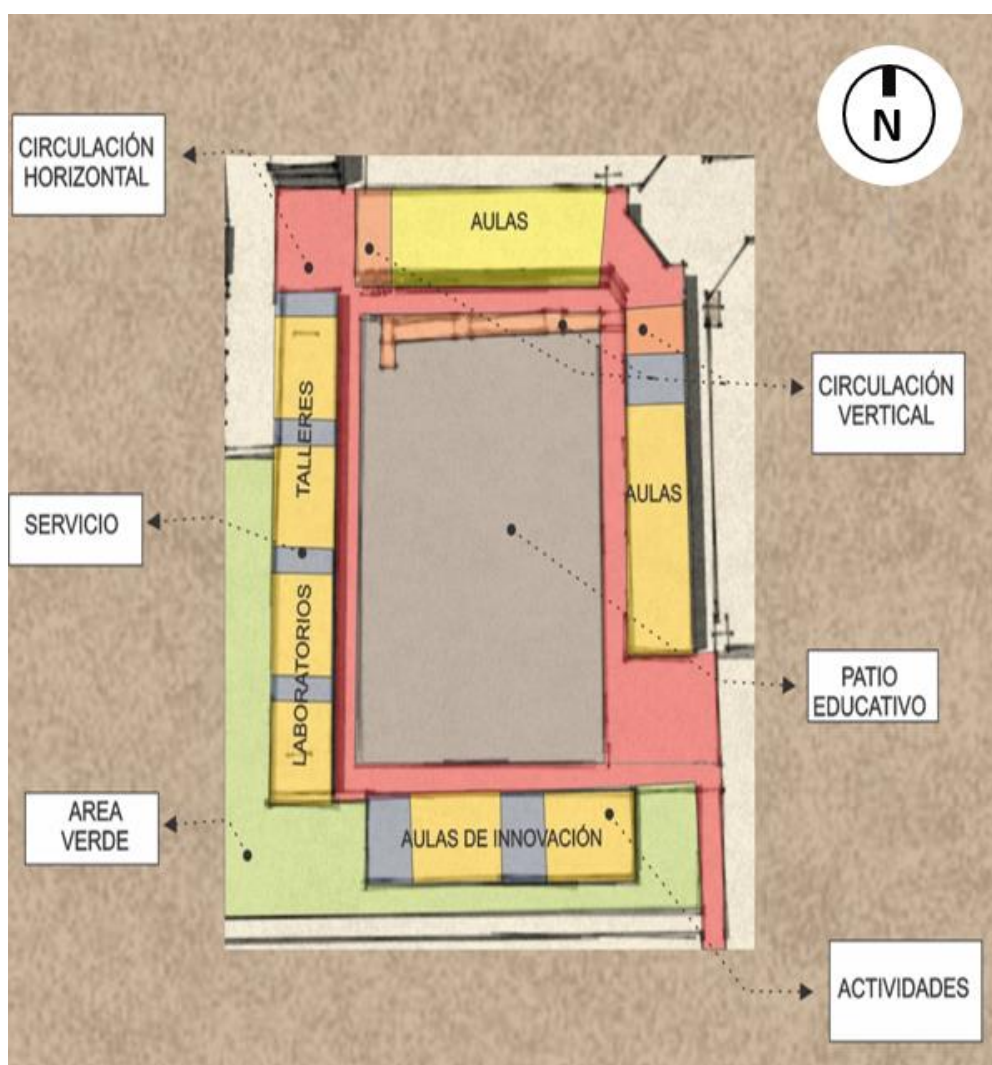 N
CIRCULACIÓN
HORIZONTAL
AULAS
CIRCULACIÓN
VERTICAL
TALLERES
AULAS
SERVICIO
LABORATORIOS
PATIO
EDUCATIVO
AREA
VERDE
AULAS DE INNOVACIÓN
ACTIVIDADES